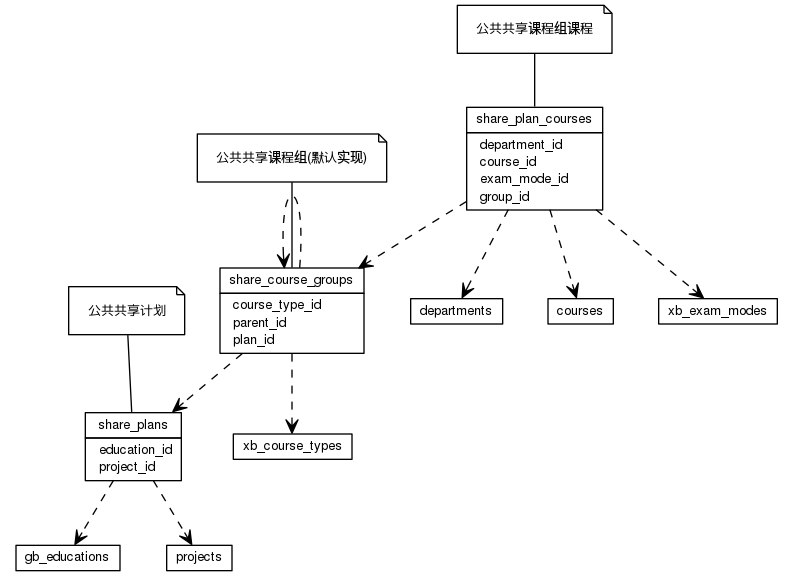 公共共享课程组课程
share_plan_courses
department_id
course_id
exam_mode_id
group_id
公共共享课程组(默认实现)
share_course_groups
course_type_id
parent_id
plan_id
departments
courses
xb_exam_modes
公共共享计划
share_plans
education_id
project_id
xb_course_types
gb_educations
projects